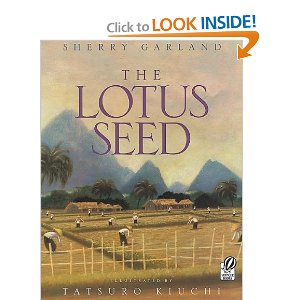 Click to LOOK INSIDE!
SHERRY GARLAND
THE
LOTUS
SEED
ILLUSTRATED BY
TATSURO KIUCHI